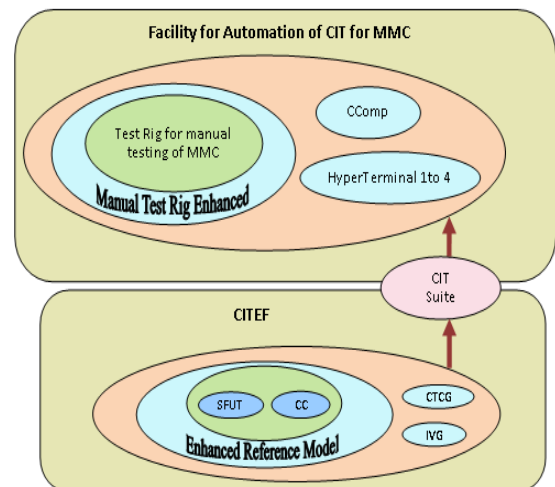 Facility for Automation of CIT for MMC
Test Rig for manual
testing of MMC
Manual Test Rig Enhanced
CComp
HyperTerminal 1to 4
CIT
Suite
CITEF
SFUT
CC
Enhanced Reference Model
CTCG
IVG